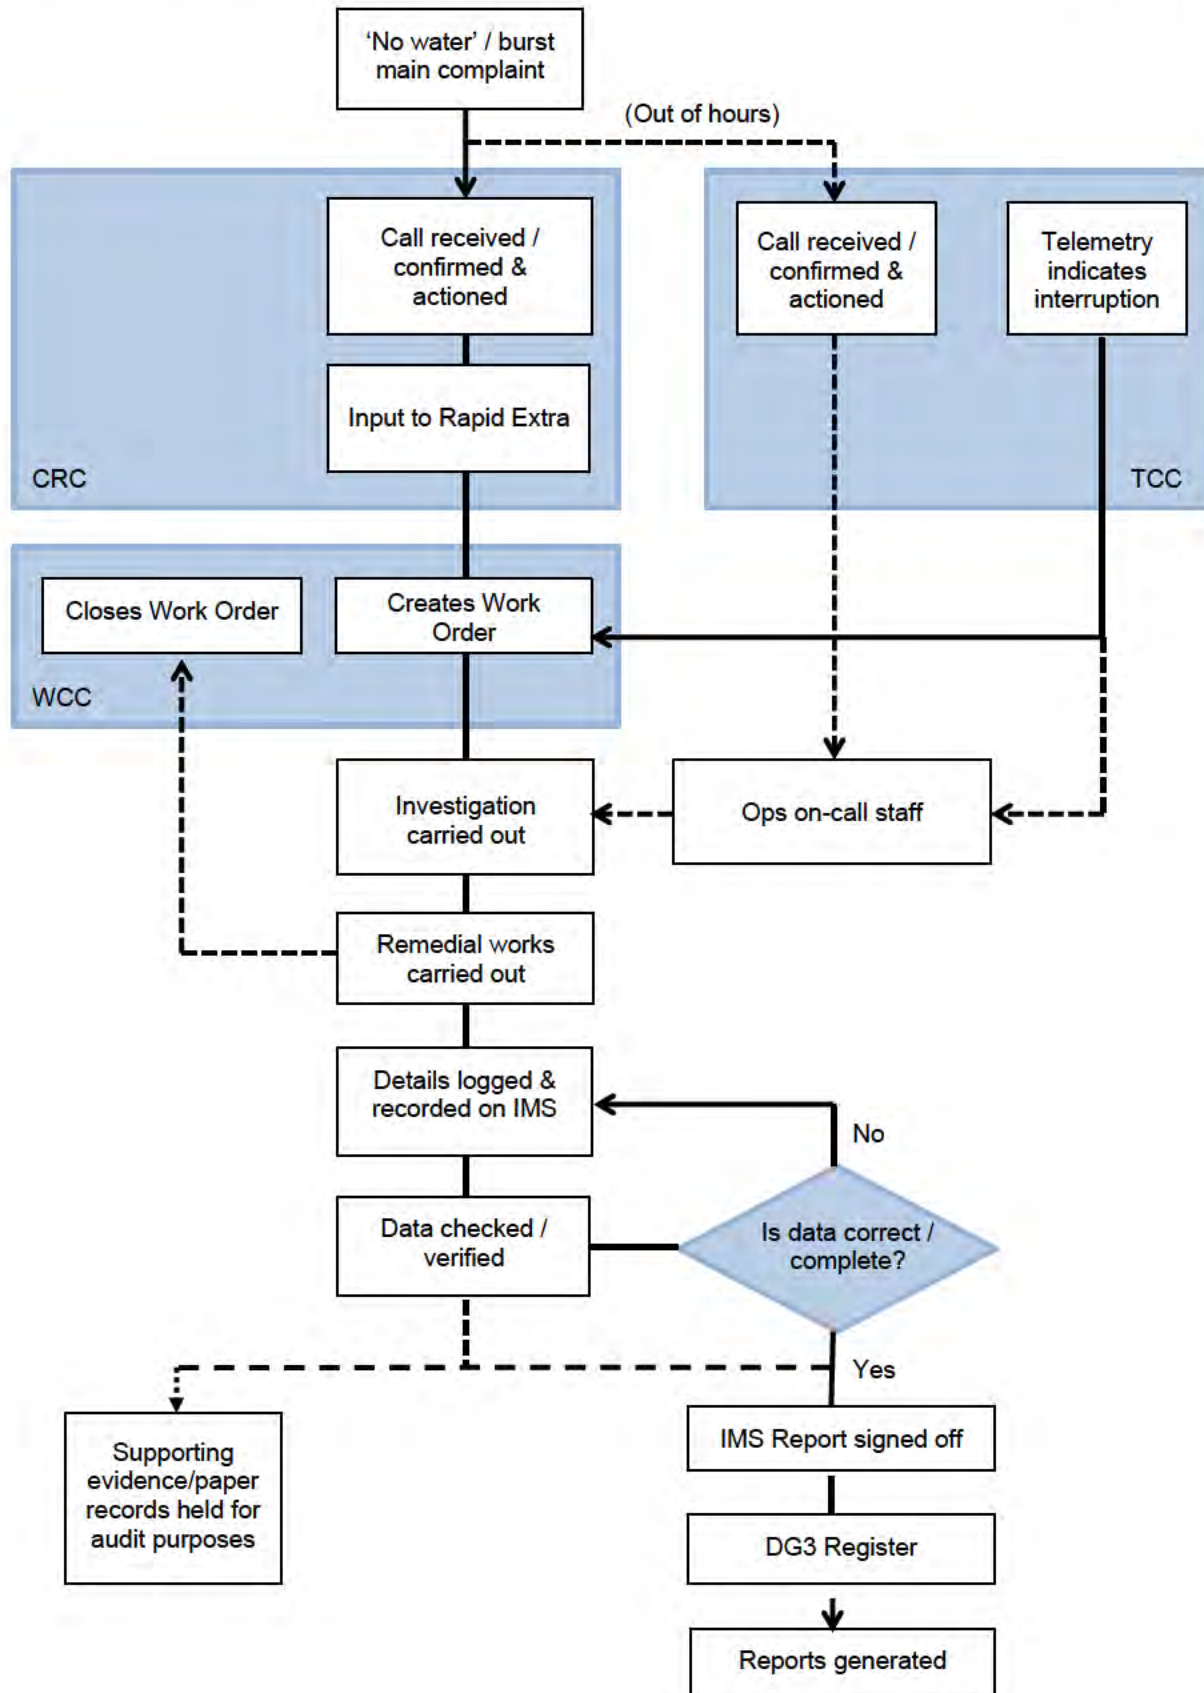 ‘No water’ / burst
main complaint
(Out of hours)
Call received /
confirmed &
actioned
Call received /
confirmed &
actioned
Telemetry
indicates
interruption
Input to Rapid Extra
CRC
TCC
Closes Work Order
Creates Work
Order
WCC
Investigation
carried out
Ops on-call staff
Remedial works
carried out
Details logged &
recorded on IMS
No
Data checked /
verified
Is data correct /
complete?
Yes
Supporting
evidence/paper
records held for
audit purposes
IMS Report signed off
DG3 Register
Reports generated